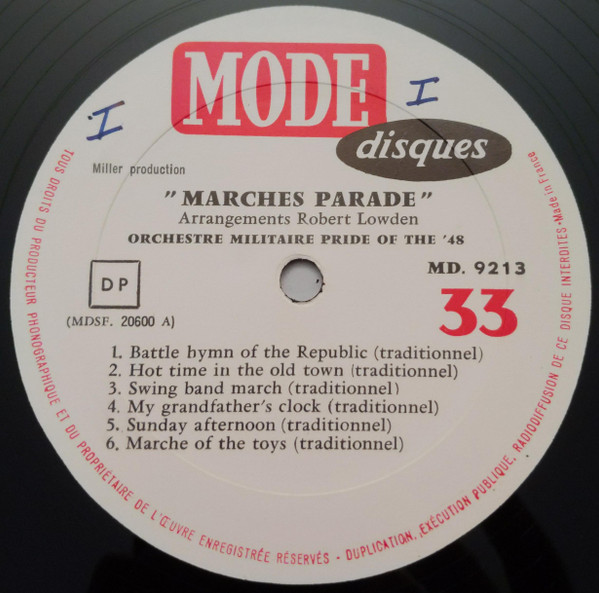 MODE
disques
I
I
Miller production
"MARCHES PARADE"
Arrangements Robert Lowden
ORCHESTRE MILITAIRE PRIDE OF THE '48
DP
MD. 9213
(MDSF. 20600 A)
33
1. Battle hymn of the Republic (traditionnel)
2. Hot time in the old town (traditionnel)
3. Swing band march (traditionnel)
4. My grandfather's clock (traditionnel)
5. Sunday afternoon (traditionnel)
6. Marche of the toys (traditionnel)
TOUS DROITS DU PRODUCTEUR PHONOGRAPHIQUE ET DU PROPRIÉTAIRE DE L'ŒUVRE ENREGISTRÉE RÉSERVÉS - DUPLICATION, EXÉCUTION PUBLIQUE, RADIODIFFUSION DE CE DISQUE INTERDITES - Made in France